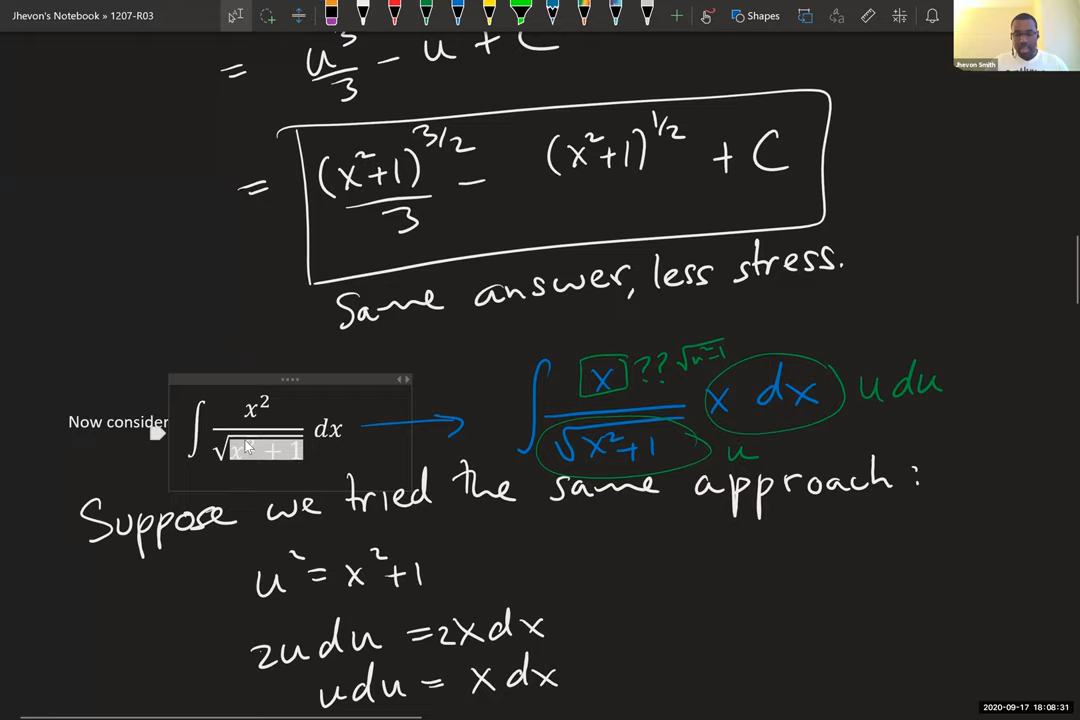 Jhevon's Notebook » 1207-R03
Shapes
Jhevon Smith
= u³/3 - u + C
= (x²+1)^3/2 / 3 - (x²+1)^1/2 + C
Same answer, less stress.
Now consider ∫ x²/√(x² + 1) dx → ∫ x/√(x²+1) x dx ?? √(u²-1) u u du
Suppose we tried the same approach:
u² = x²+1
2u du = 2x dx
u du = x dx
2020-09-17 18:08:31